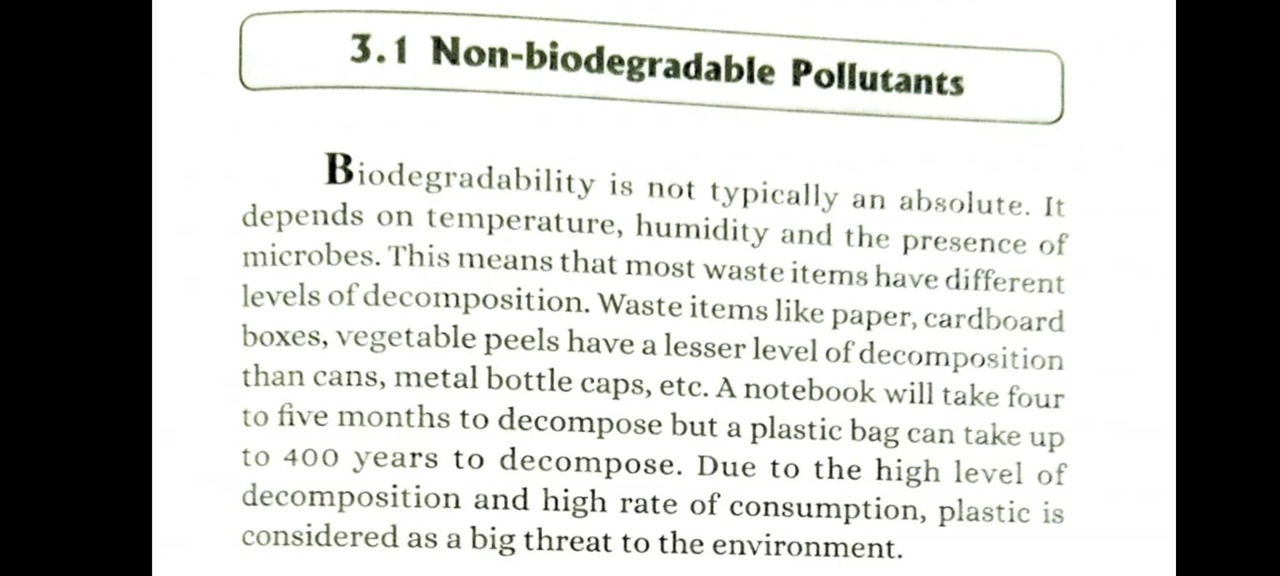 3.1 Non-biodegradable Pollutants
Biodegradability is not typically an absolute. It
depends on temperature, humidity and the presence of
microbes. This means that most waste items have different
levels of decomposition. Waste items like paper, cardboard
boxes, vegetable peels have a lesser level of decomposition
than cans, metal bottle caps, etc. A notebook will take four
to five months to decompose but a plastic bag can take up
to 400 years to decompose. Due to the high level of
decomposition and high rate of consumption, plastic is
considered as a big threat to the environment.